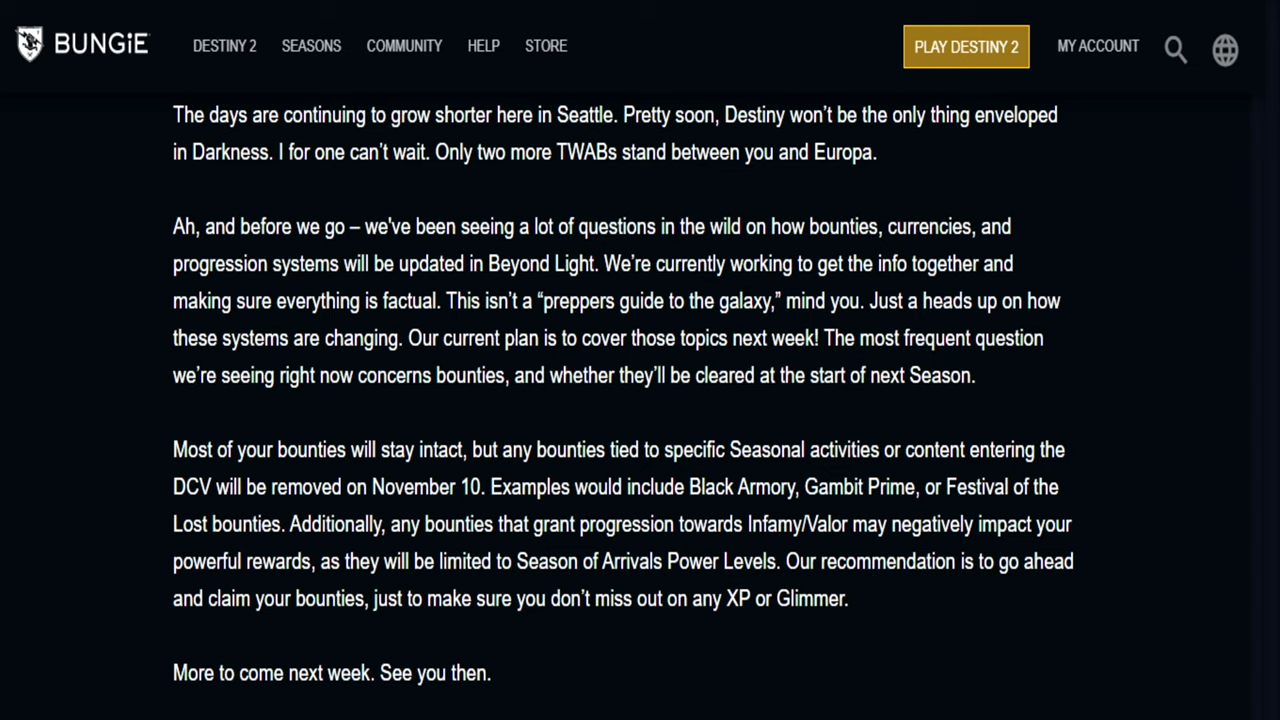 BUNGiE DESTINY 2 SEASONS COMMUNITY HELP STORE PLAY DESTINY 2 MY ACCOUNT
The days are continuing to grow shorter here in Seattle. Pretty soon, Destiny won’t be the only thing enveloped
in Darkness. I for one can’t wait. Only two more TWABs stand between you and Europa.
Ah, and before we go – we've been seeing a lot of questions in the wild on how bounties, currencies, and
progression systems will be updated in Beyond Light. We’re currently working to get the info together and
making sure everything is factual. This isn’t a “preppers guide to the galaxy,” mind you. Just a heads up on how
these systems are changing. Our current plan is to cover those topics next week! The most frequent question
we’re seeing right now concerns bounties, and whether they’ll be cleared at the start of next Season.
Most of your bounties will stay intact, but any bounties tied to specific Seasonal activities or content entering the
DCV will be removed on November 10. Examples would include Black Armory, Gambit Prime, or Festival of the
Lost bounties. Additionally, any bounties that grant progression towards Infamy/Valor may negatively impact your
powerful rewards, as they will be limited to Season of Arrivals Power Levels. Our recommendation is to go ahead
and claim your bounties, just to make sure you don’t miss out on any XP or Glimmer.
More to come next week. See you then.